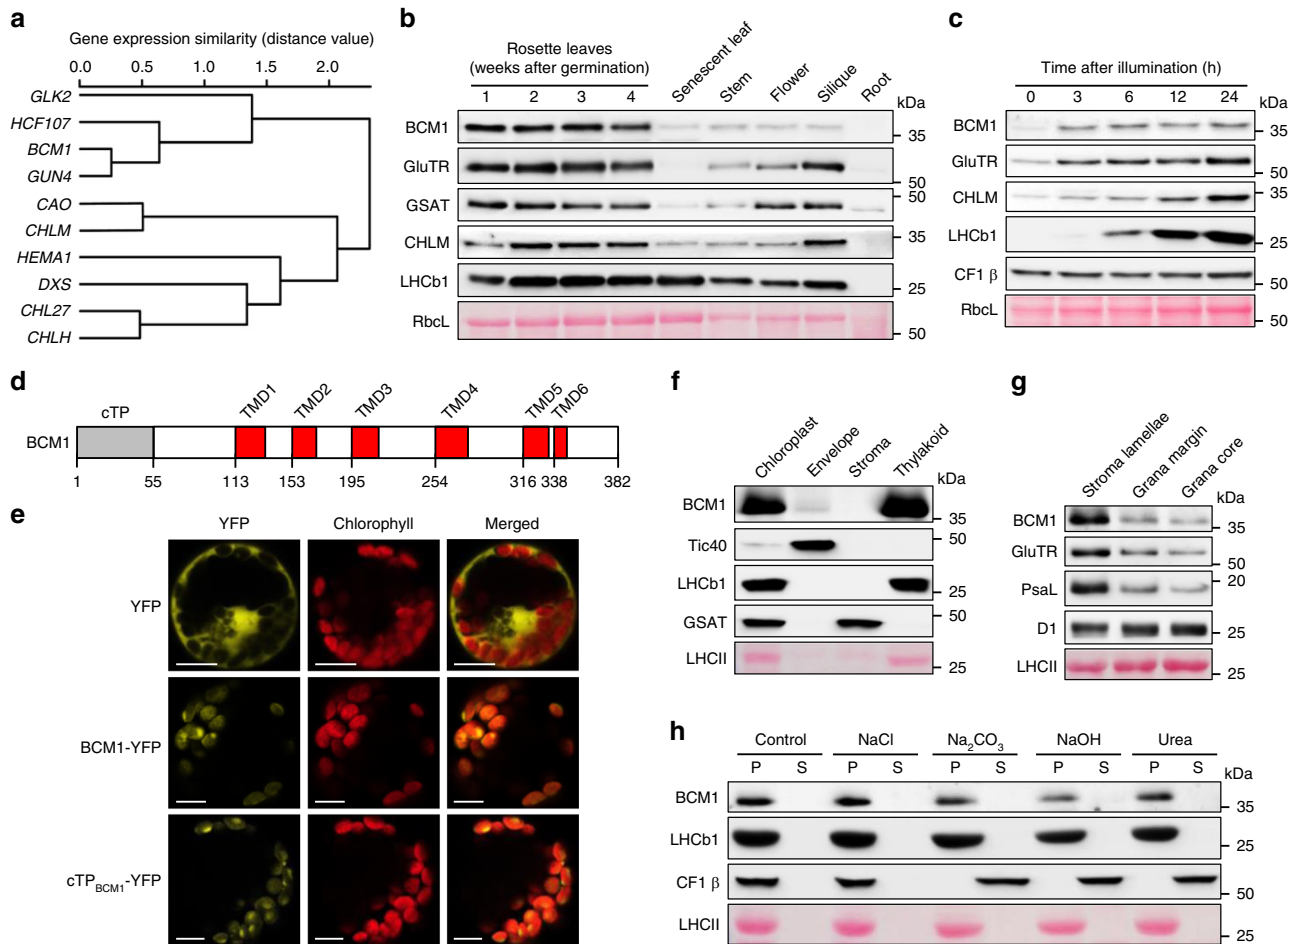 a
Gene expression similarity (distance value)
0.0 0.5 1.0 1.5 2.0
GLK2
HCF107
BCM1
GUN4
CAO
CHLM
HEMA1
DXS
CHL27
CHLH
b
Rosette leaves
(weeks after germination)
1 2 3 4 Senescent leaf Stem Flower Silique Root
kDa
BCM1 35
GluTR 50
GSAT 50
CHLM 35
LHCb1 25
RbcL 50
c
Time after illumination (h)
0 3 6 12 24 kDa
BCM1 35
GluTR 50
CHLM 35
LHCb1 25
CF1 β 50
RbcL 50
d
cTP TMD1 TMD2 TMD3 TMD4 TMD5 TMD6
BCM1
1 55 113 153 195 254 316 338 382
e
YFP Chlorophyll Merged
YFP
BCM1-YFP
cTP<sub>BCM1</sub>-YFP
f
Chloroplast Envelope Stroma Thylakoid
kDa
BCM1 35
Tic40 50
LHCb1 25
GSAT 50
LHCII 25
g
Stroma lamellae Grana margin Grana core
kDa
BCM1 35
GluTR 50
PsaL 20
D1 25
LHCII 25
h
Control NaCl Na₂CO₃ NaOH Urea
P S P S P S P S P S kDa
BCM1 35
LHCb1 25
CF1 β 50
LHCII 25